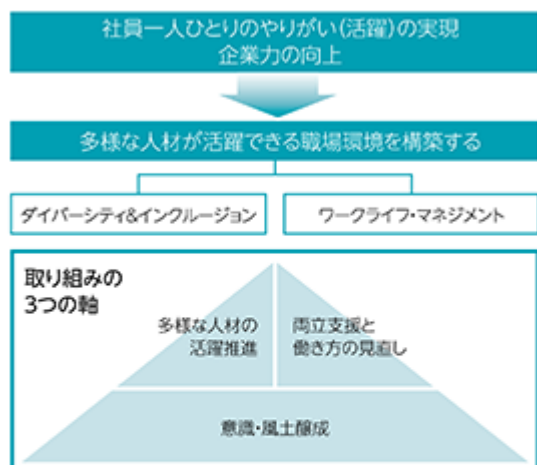 社員一人ひとりのやりがい(活躍)の実現
企業力の向上
多様な人材が活躍できる職場環境を構築する
ダイバーシティ&インクルージョン
ワークライフ・マネジメント
取り組みの
3つの軸
多様な人材の
活躍推進
両立支援と
働き方の見直し
意識・風土醸成